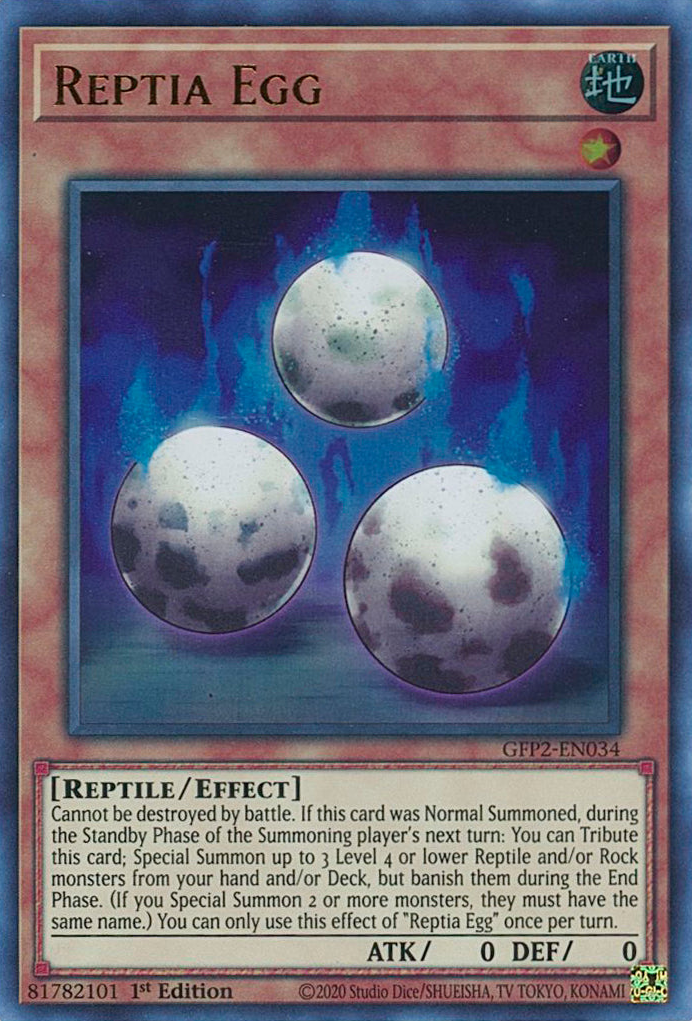 REPTIA EGG
EARTH
地
GFP2-EN034
[REPTILE/EFFECT]
Cannot be destroyed by battle. If this card was Normal Summoned, during
the Standby Phase of the Summoning player's next turn: You can Tribute
this card; Special Summon up to 3 Level 4 or lower Reptile and/or Rock
monsters from your hand and/or Deck, but banish them during the End
Phase. (If you Special Summon 2 or more monsters, they must have the
same name.) You can only use this effect of "Reptia Egg" once per turn.
ATK/ 0 DEF/ 0
81782101 1st Edition ©2020 Studio Dice/SHUEISHA, TV TOKYO, KONAMI